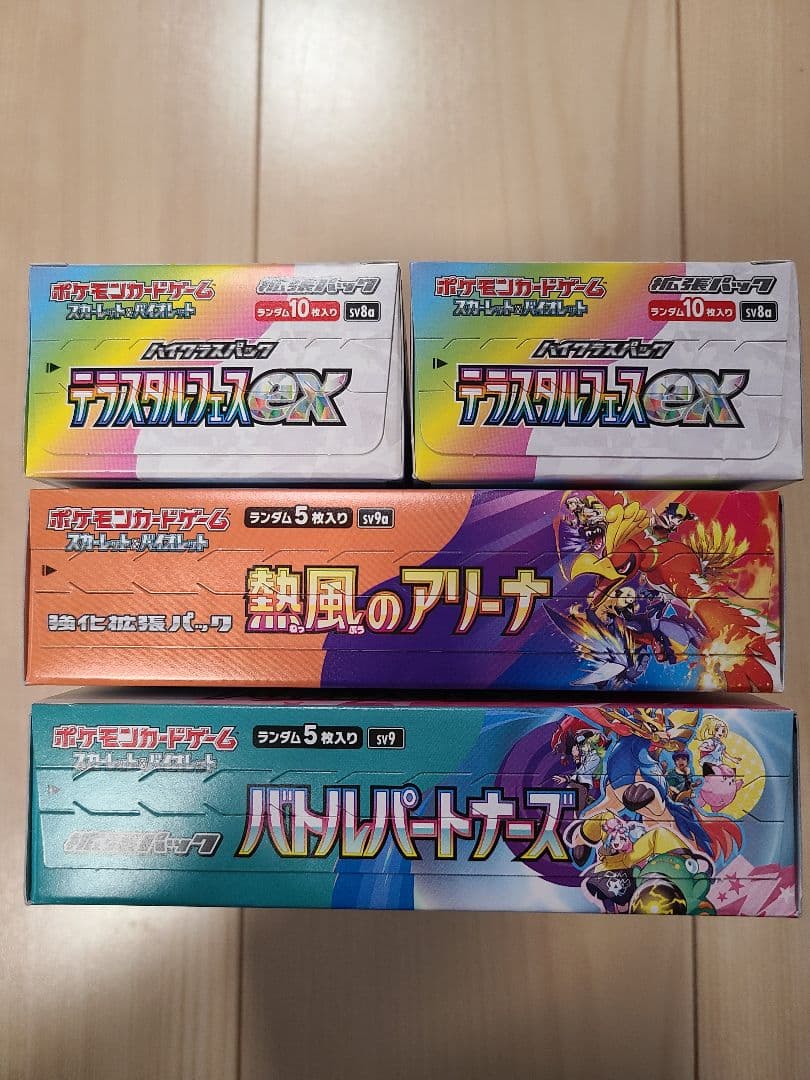 ポケモンカードゲーム
スカーレット&バイオレット
拡張パック
ランダム10枚入り sv8a
ハイクラスパック
テラスタルフェスex
ポケモンカードゲーム
スカーレット&バイオレット
拡張パック
ランダム10枚入り sv8a
ハイクラスパック
テラスタルフェスex
ポケモンカードゲーム
スカーレット&バイオレット
ランダム5枚入り sv9a
強化拡張パック
熱風のアリーナ
ねっ ぷう
ポケモンカードゲーム
スカーレット&バイオレット
ランダム5枚入り sv9
拡張パック
バトルパートナーズ